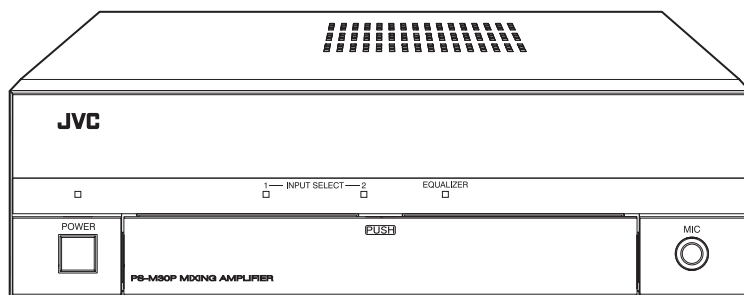 JVC
1 INPUT SELECT 2
EQUALIZER
POWER
PUSH
MIC
PS-M30P MIXING AMPLIFIER